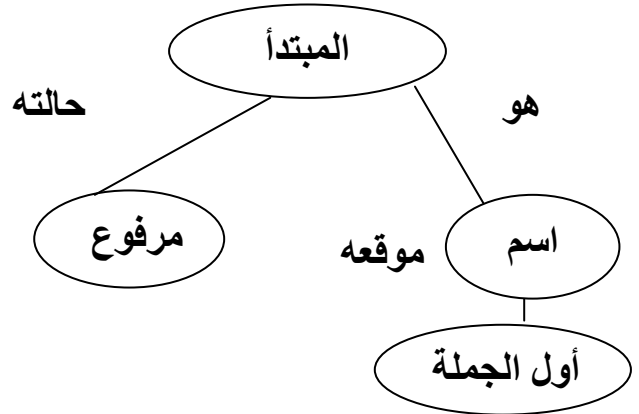 المبتدأ
هو
حالته
اسم
موقعه
مرفوع
أول الجملة